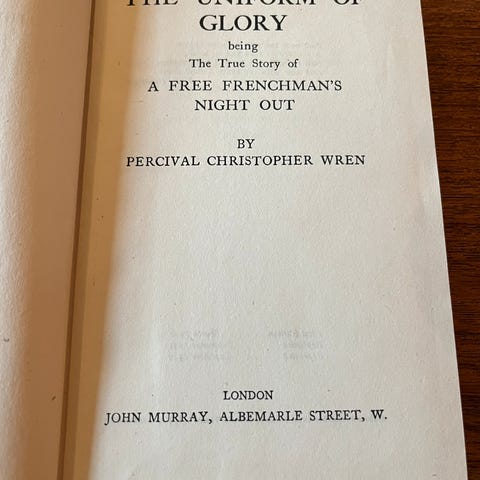 THE UNIFORM OF
GLORY
being
The True Story of
A FREE FRENCHMAN'S
NIGHT OUT
BY
PERCIVAL CHRISTOPHER WREN
LONDON
JOHN MURRAY, ALBEMARLE STREET, W.